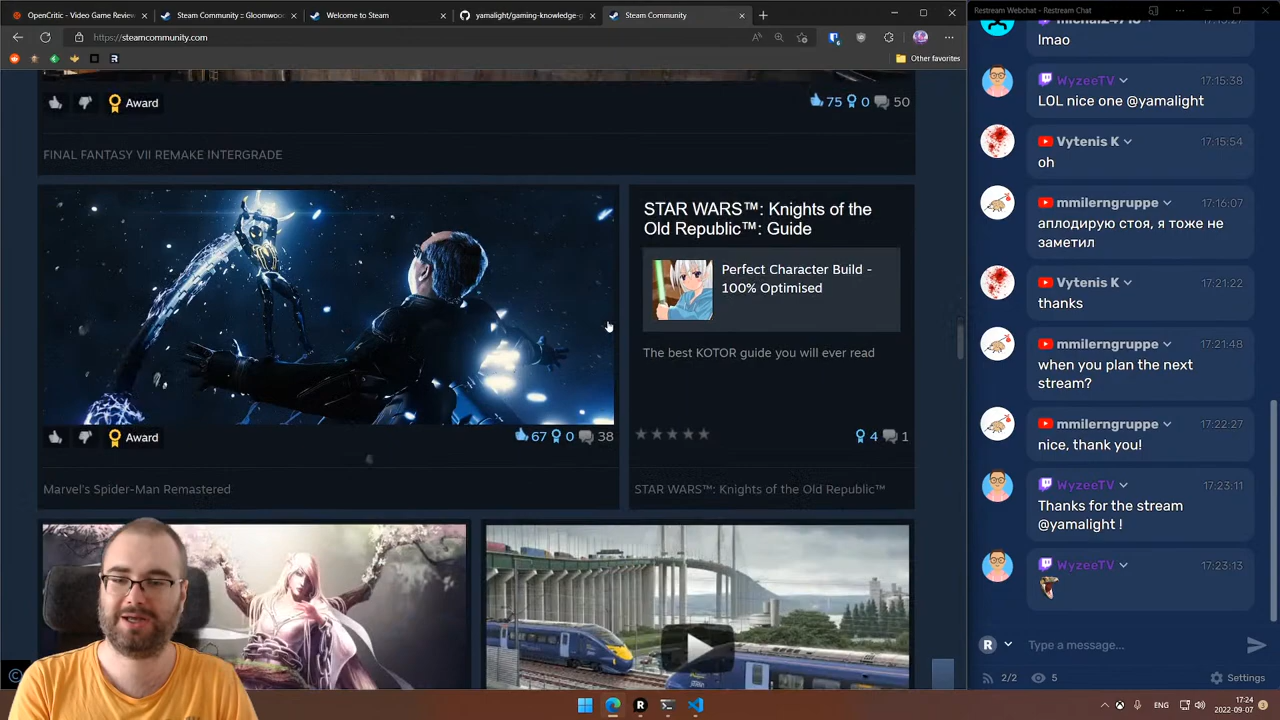 OpenCritic - Video Game Review
Steam Community :: Gloomwoo
Welcome to Steam
yamalight/gaming-knowledge-g
Steam Community
https://steamcommunity.com
Other favorites
Award
75
0
50
FINAL FANTASY VII REMAKE INTERGRADE
STAR WARS™: Knights of the
Old Republic™: Guide
Perfect Character Build -
100% Optimised
The best KOTOR guide you will ever read
Award
67
0
38
4
1
Marvel's Spider-Man Remastered
STAR WARS™: Knights of the Old Republic™
Restream Webchat - Restream Chat
17:15:27
lmao
WyzeeTV
17:15:38
LOL nice one @yamalight
Vytenis K
17:15:54
oh
mmilerngruppe
17:16:07
аплодирую стоя, я тоже не
заметил
Vytenis K
17:21:22
thanks
mmilerngruppe
17:21:48
when you plan the next
stream?
mmilerngruppe
17:22:27
nice, thank you!
WyzeeTV
17:23:11
Thanks for the stream
@yamalight !
WyzeeTV
17:23:13
R
Type a message...
2/2
5
Settings
ENG
17:24
2022-09-07